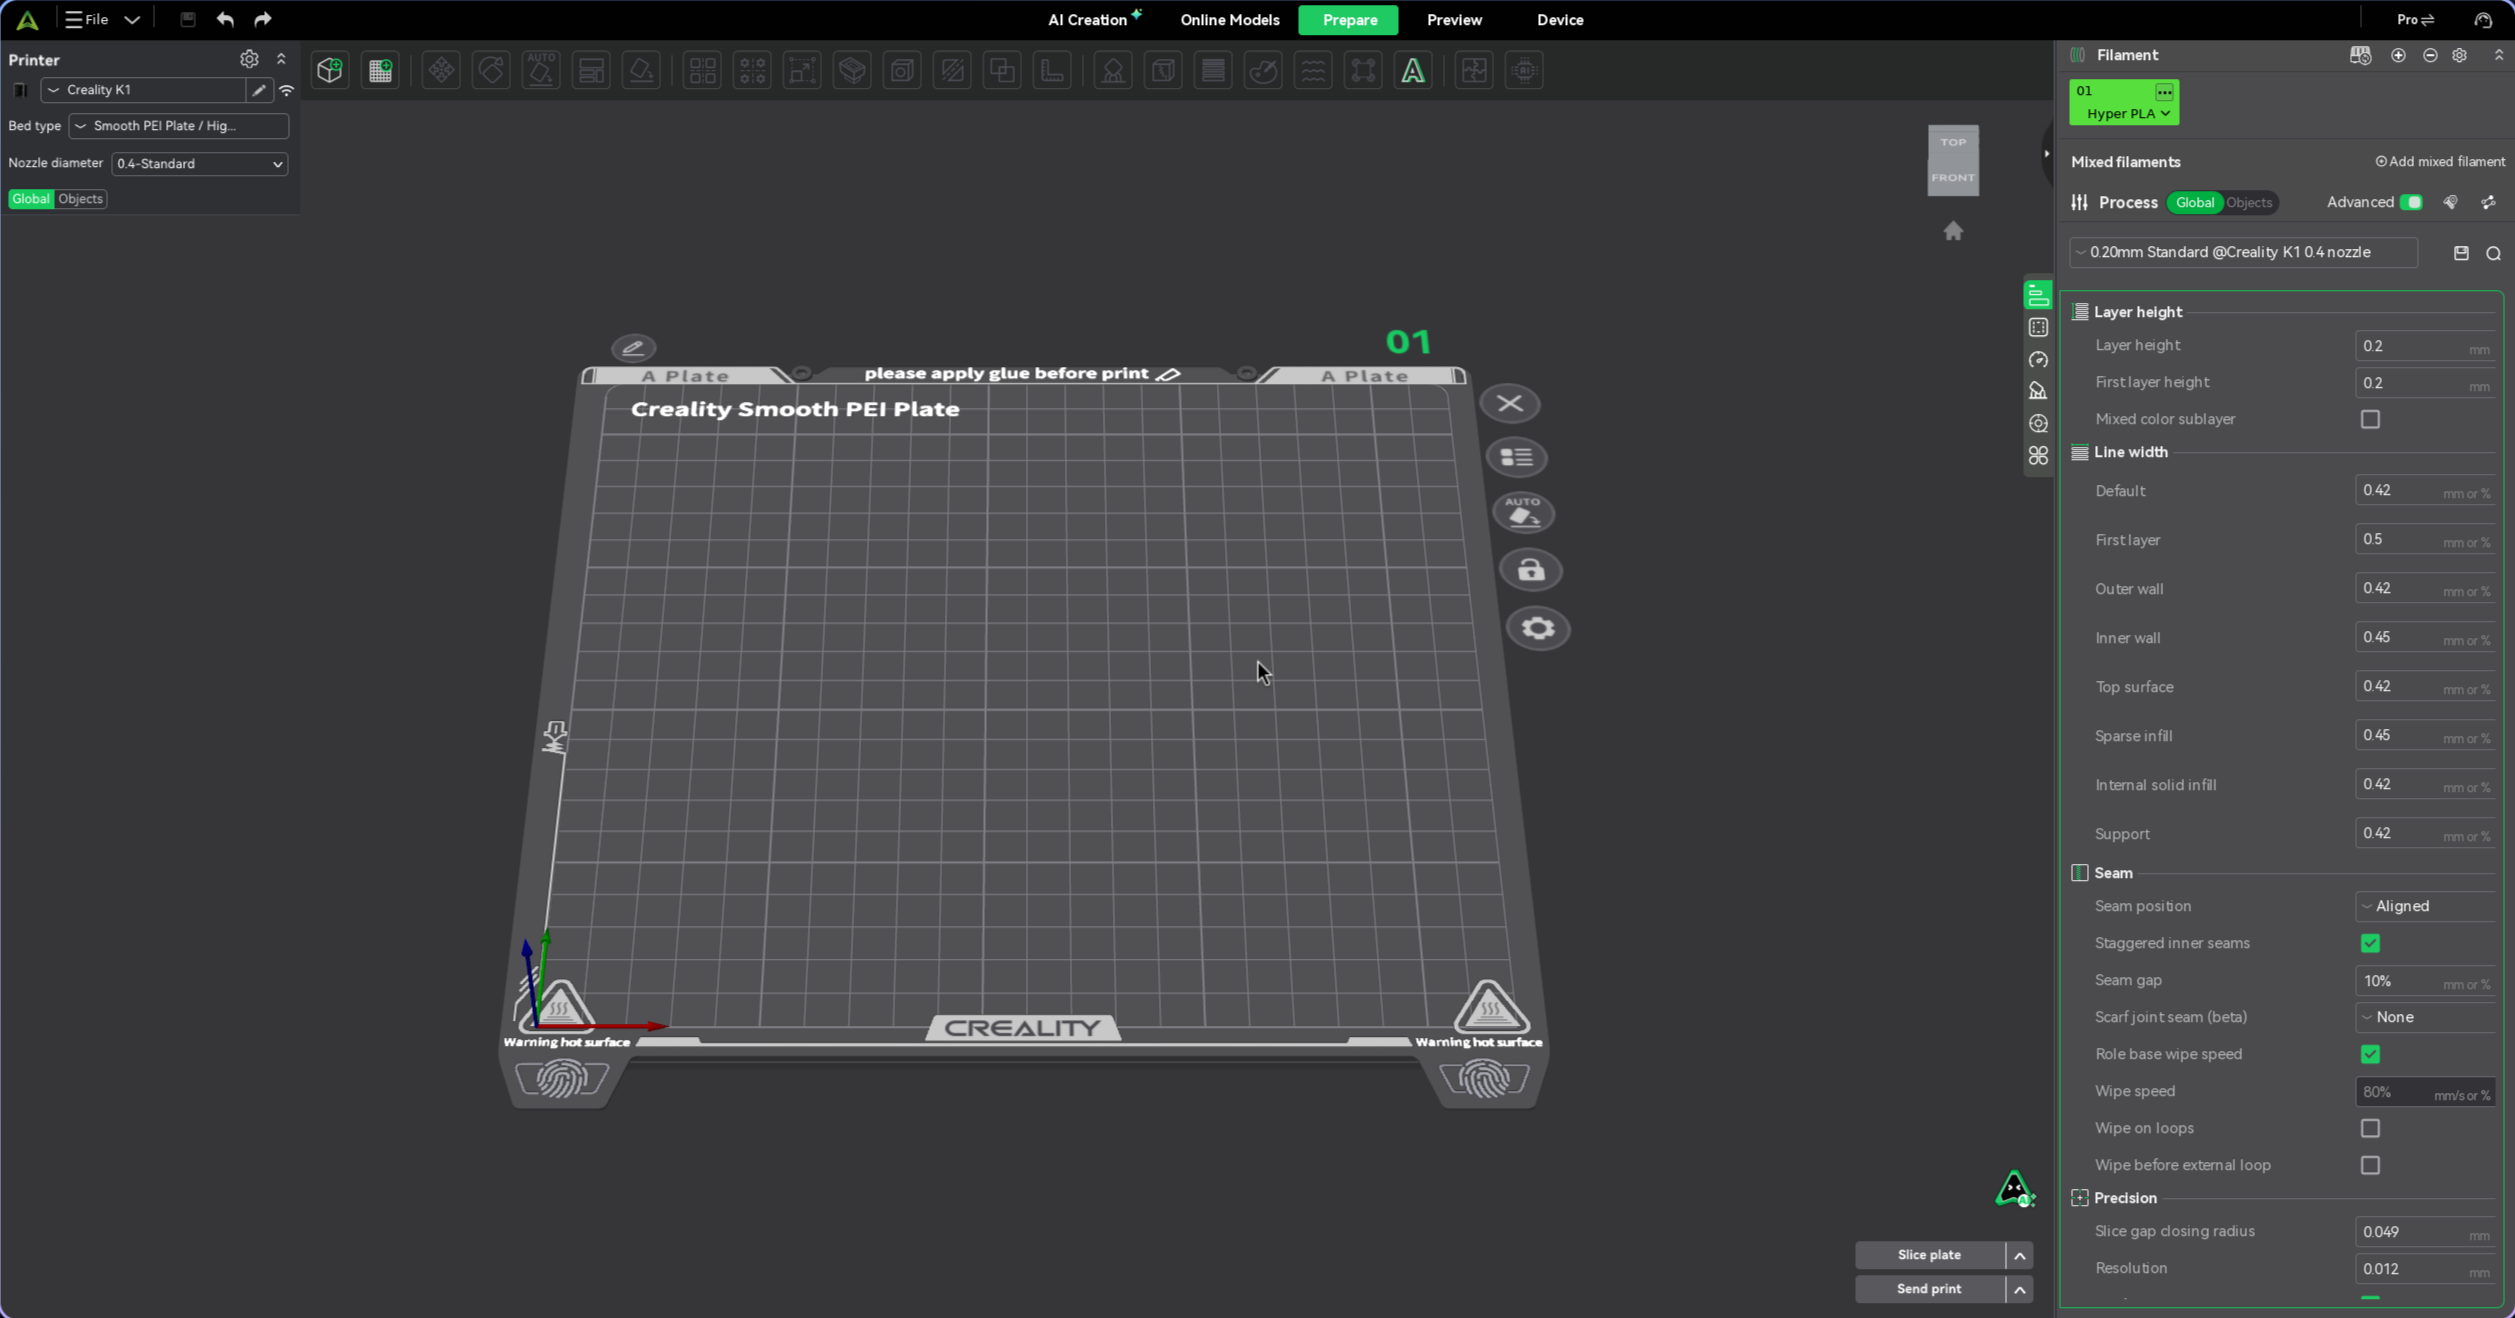 File
AI Creation
Online Models
Prepare
Preview
Device
Pro
Printer
Creality K1
Bed type
Smooth PEI Plate / Hig...
Nozzle diameter
0.4-Standard
Global
Objects
AUTO
TOP
FRONT
01
A Plate
please apply glue before print
A Plate
Creality Smooth PEI Plate
AUTO
CREALITY
Warning hot surface
Warning hot surface
AI
Slice plate
Send print
Filament
01
Hyper PLA
Mixed filaments
Add mixed filament
Process
Global
Objects
Advanced
0.20mm Standard @Creality K1 0.4 nozzle
Layer height
Layer height 0.2 mm
First layer height 0.2 mm
Mixed color sublayer
Line width
Default 0.42 mm or %
First layer 0.5 mm or %
Outer wall 0.42 mm or %
Inner wall 0.45 mm or %
Top surface 0.42 mm or %
Sparse infill 0.45 mm or %
Internal solid infill 0.42 mm or %
Support 0.42 mm or %
Seam
Seam position Aligned
Staggered inner seams
Seam gap 10% mm or %
Scarf joint seam (beta) None
Role base wipe speed
Wipe speed 80% mm/s or %
Wipe on loops
Wipe before external loop
Precision
Slice gap closing radius 0.049 mm
Resolution 0.012 mm